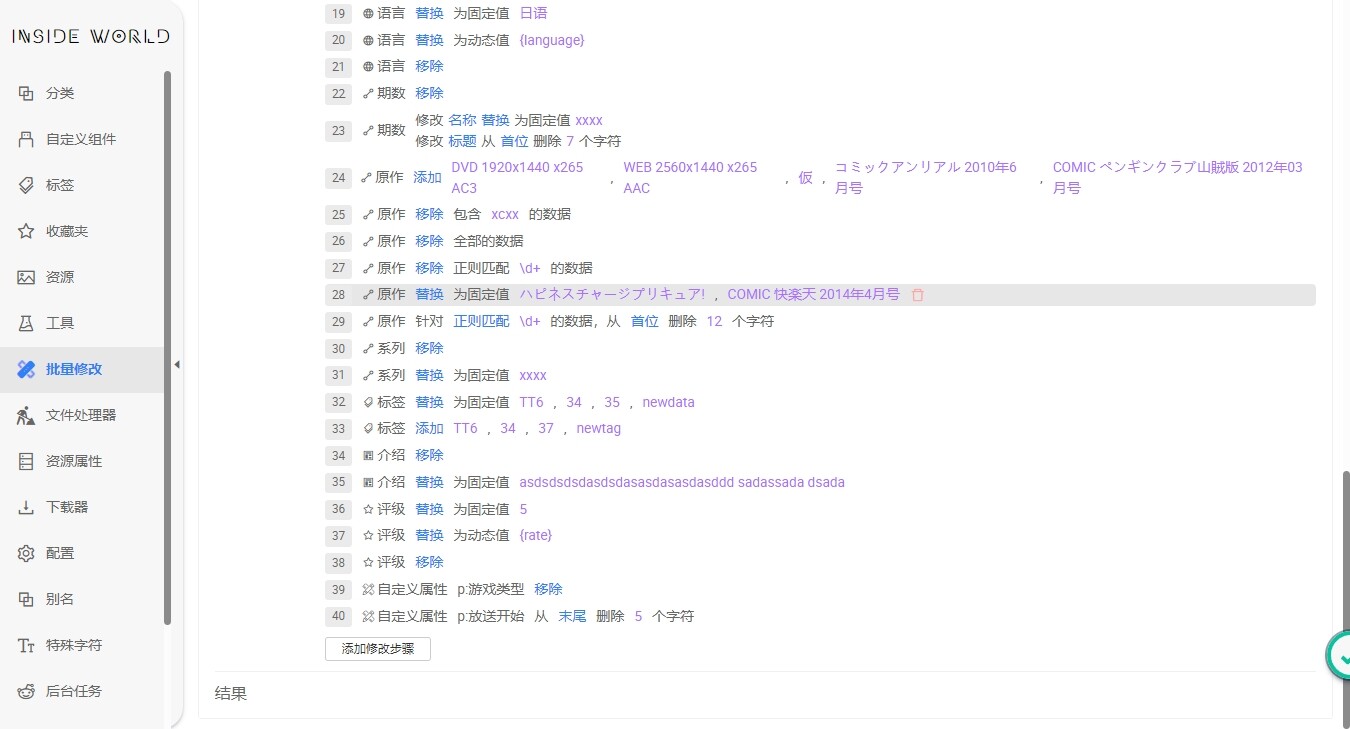 INSIDE WORLD
分类
自定义组件
标签
收藏夹
资源
工具
批量修改
文件处理器
资源属性
下载器
配置
别名
特殊字符
后台任务
19 语言 替换 为固定值 日语
20 语言 替换 为动态值 {language}
21 语言 移除
22 期数 移除
23 期数 修改 名称 替换 为固定值 xxxx
修改 标题 从 首位 删除 7 个字符
24 原作 添加 DVD 1920x1440 x265 AC3 , WEB 2560x1440 x265 AAC , 仮 , コミックアンリアル 2010年6月号 , COMIC ペンギンクラブ山賊版 2012年03月号
25 原作 移除 包含 xcxx 的数据
26 原作 移除 全部的数据
27 原作 移除 正则匹配 \d+ 的数据
28 原作 替换 为固定值 ハピネスチャージプリキュア! , COMIC 快楽天 2014年4月号
29 原作 针对 正则匹配 \d+ 的数据，从 首位 删除 12 个字符
30 系列 移除
31 系列 替换 为固定值 xxxx
32 标签 替换 为固定值 TT6 , 34 , 35 , newdata
33 标签 添加 TT6 , 34 , 37 , newtag
34 介绍 移除
35 介绍 替换 为固定值 asdsdsdsdasdsdasasdasasdasddd sadassada dsada
36 评级 替换 为固定值 5
37 评级 替换 为动态值 {rate}
38 评级 移除
39 自定义属性 p:游戏类型 移除
40 自定义属性 p:放送开始 从 末尾 删除 5 个字符
添加修改步骤
结果